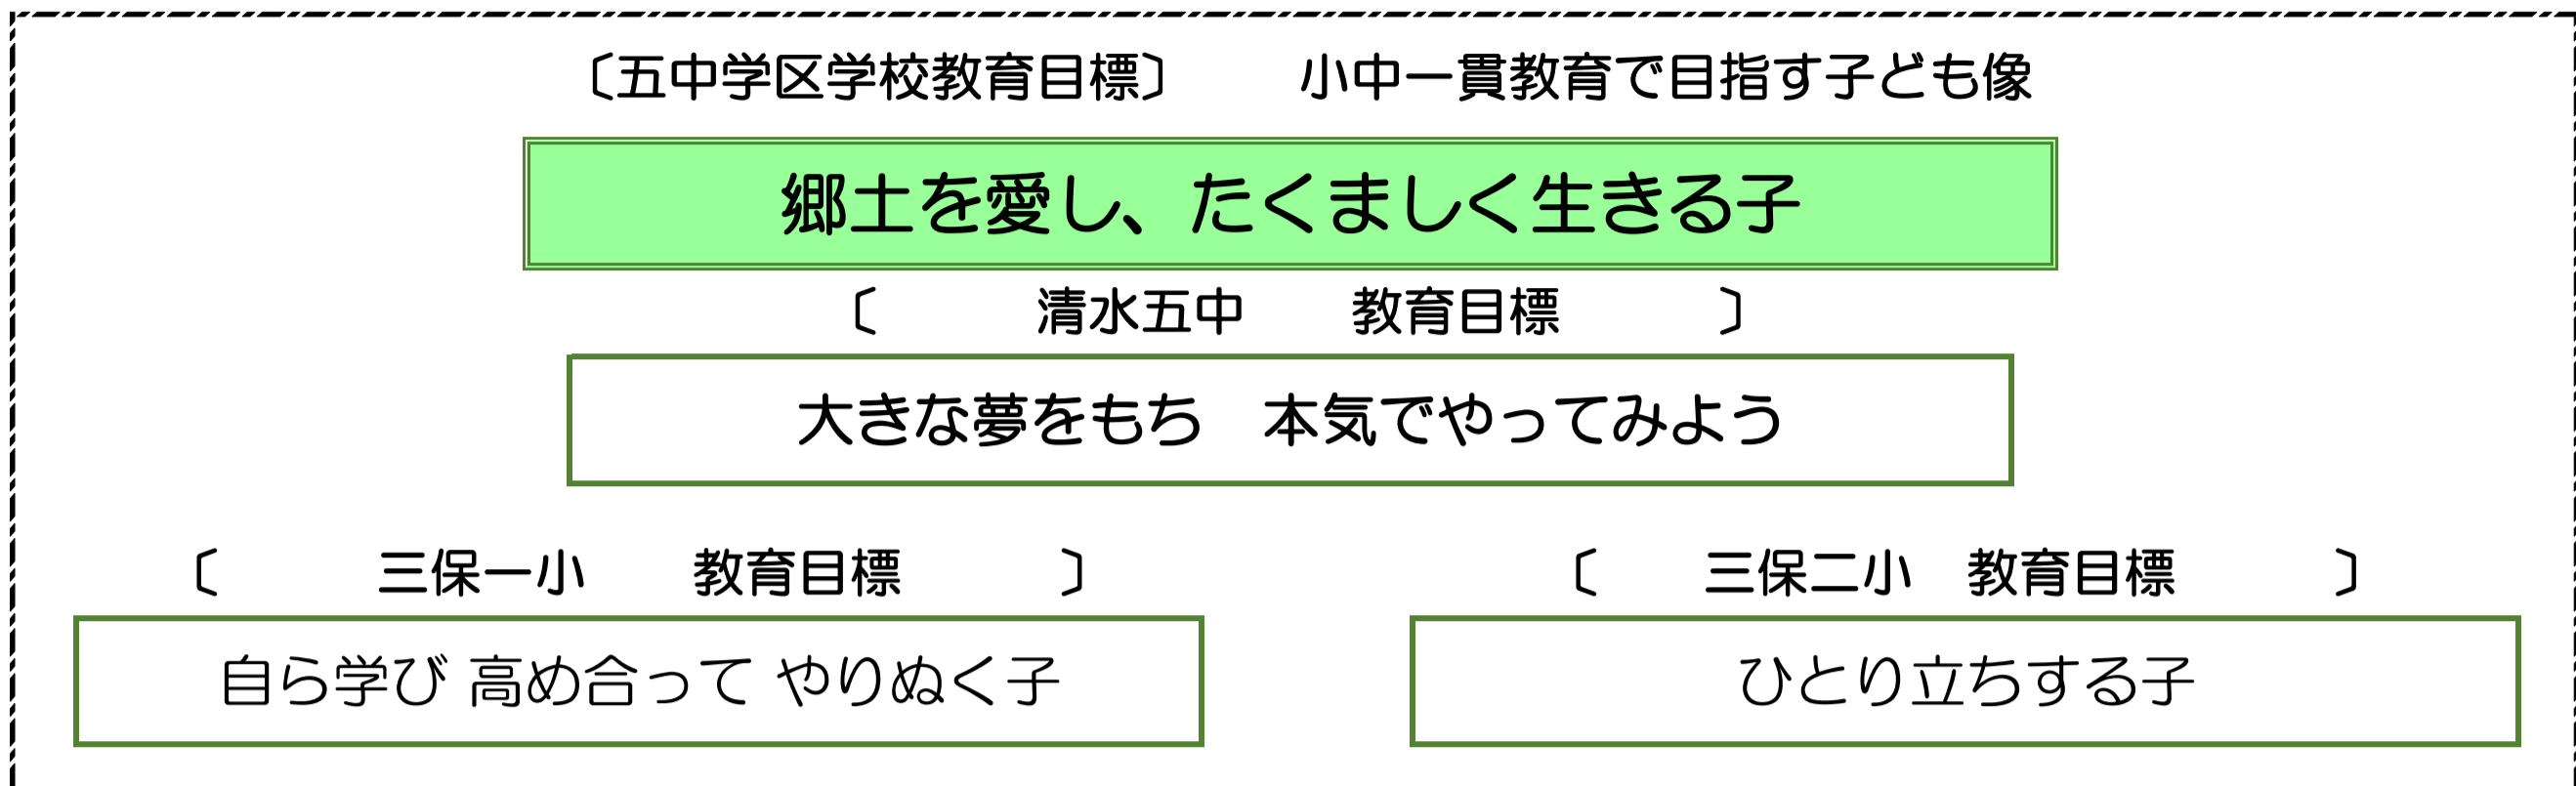 〔五中学区学校教育目標〕　小中一貫教育で目指す子ども像
郷土を愛し、たくましく生きる子
〔　清水五中　教育目標　〕
大きな夢をもち　本気でやってみよう
〔　三保一小　教育目標　〕
自ら学び 高め合って やりぬく子
〔　三保二小　教育目標　〕
ひとり立ちする子